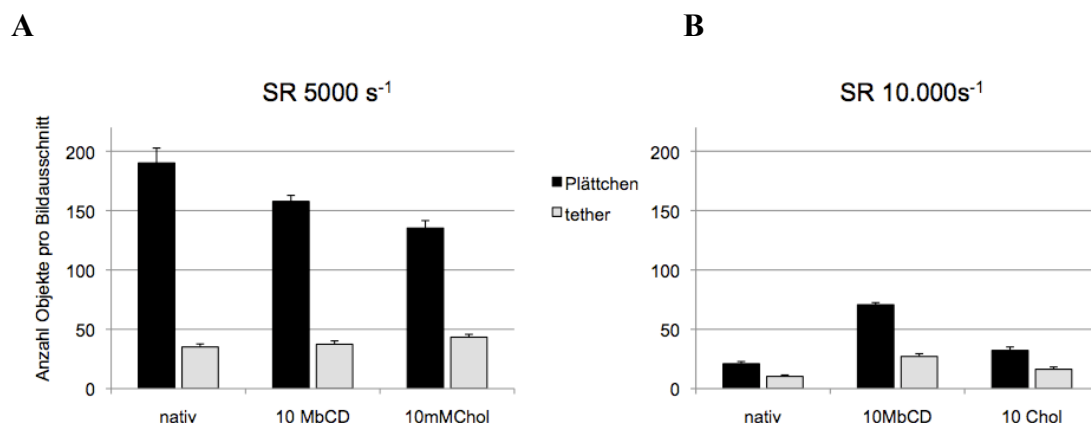 A
B
SR 5000 s⁻¹
SR 10.000s⁻¹
Anzahl Objekte pro Bildausschnitt
200
150
100
50
0
nativ 10 MbCD 10mMChol
Plättchen
tether
200
150
100
50
0
nativ 10MbCD 10 Chol